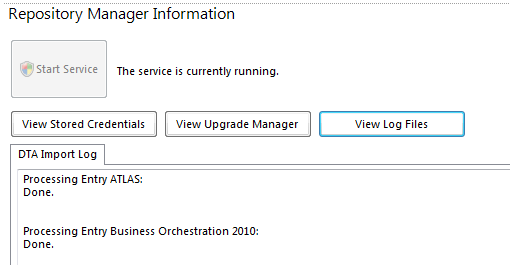 Repository Manager Information
Start Service
The service is currently running.
View Stored Credentials
View Upgrade Manager
View Log Files
DTA Import Log
Processing Entry ATLAS:
Done.
Processing Entry Business Orchestration 2010:
Done.